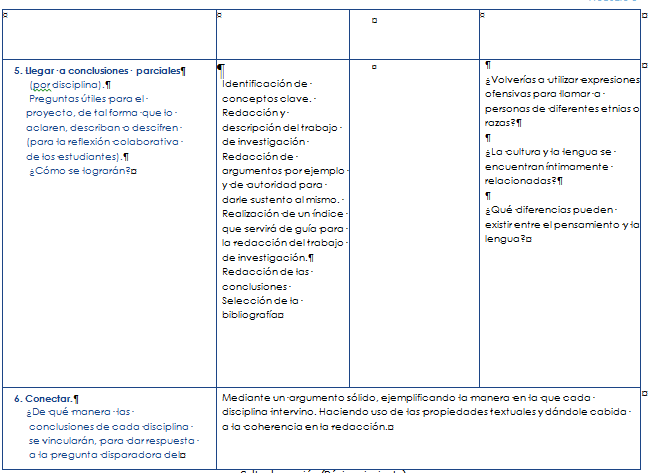 5. Llegar a conclusiones parciales
(por disciplina).
Preguntas útiles para el
proyecto, de tal forma que lo
aclaren, describan o descifren
(para la reflexión colaborativa
de los estudiantes).
¿Cómo se lograrán?
Identificación de
conceptos clave.
Redacción y
descripción del trabajo
de investigación
Redacción de
argumentos por ejemplo
y de autoridad para
darle sustento al mismo.
Realización de un índice
que servirá de guía para
la redacción del trabajo
de investigación.
Redacción de las
conclusiones
Selección de la
bibliografía
¿Volverías a utilizar expresiones
ofensivas para llamar a
personas de diferentes etnias o
razas?
¿La cultura y la lengua se
encuentran íntimamente
relacionadas?
¿Qué diferencias pueden
existir entre el pensamiento y la
lengua?
6. Conectar.
¿De qué manera las
conclusiones de cada disciplina
se vincularán, para dar respuesta
a la pregunta disparadora del
Mediante un argumento sólido, ejemplificando la manera en la que cada
disciplina intervino. Haciendo uso de las propiedades textuales y dándole cabida
a la coherencia en la redacción.